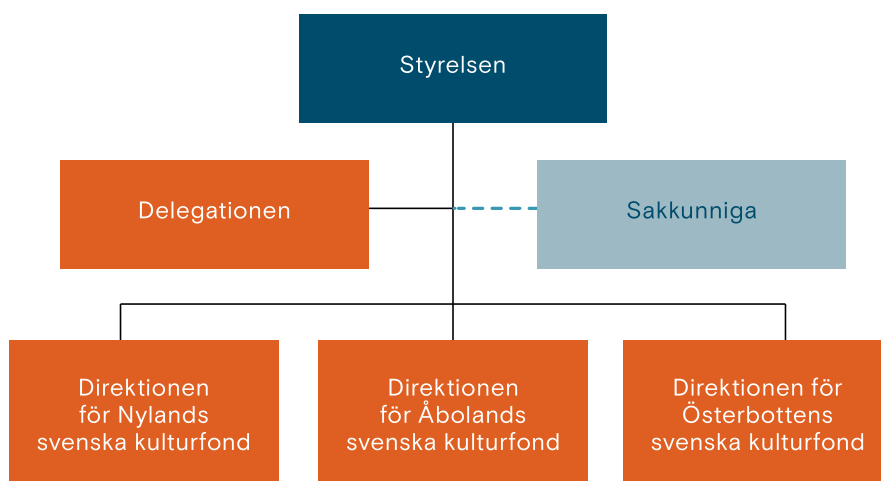 Styrelsen
Delegationen
Sakkunniga
Direktionen
för Nylands
svenska kulturfond
Direktionen
för Åbolands
svenska kulturfond
Direktionen för
Österbottens
svenska kulturfond